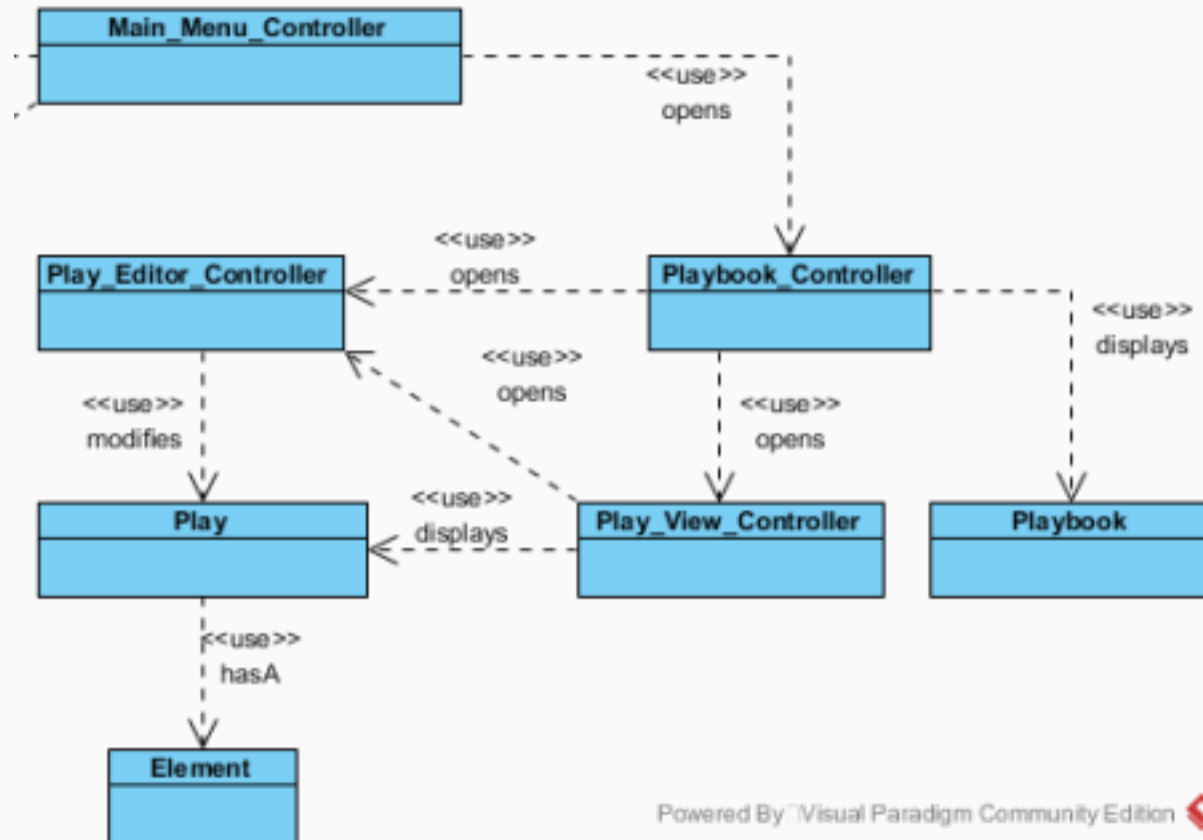 Main_Menu_Controller
<<use>>
opens
<<use>>
opens
Play_Editor_Controller
Playbook_Controller
<<use>>
displays
<<use>>
opens
<<use>>
modifies
<<use>>
opens
<<use>>
displays
Play
Play_View_Controller
Playbook
<<use>>
hasA
Element
Powered By Visual Paradigm Community Edition